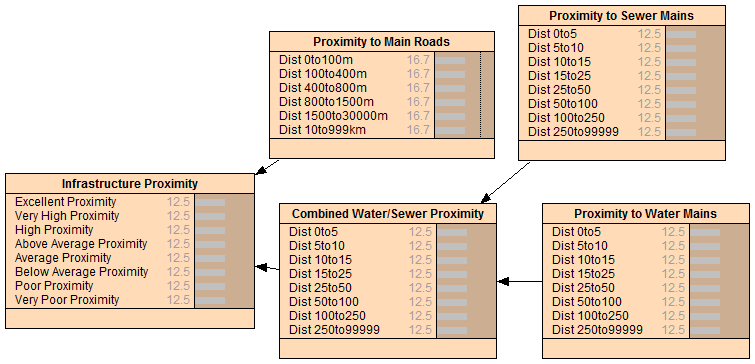 Proximity to Main Roads
Dist 0to100m 16.7
Dist 100to400m 16.7
Dist 400to800m 16.7
Dist 800to1500m 16.7
Dist 1500to30000m 16.7
Dist 10to999km 16.7
Proximity to Sewer Mains
Dist 0to5 12.5
Dist 5to10 12.5
Dist 10to15 12.5
Dist 15to25 12.5
Dist 25to50 12.5
Dist 50to100 12.5
Dist 100to250 12.5
Dist 250to99999 12.5
Infrastructure Proximity
Excellent Proximity 12.5
Very High Proximity 12.5
High Proximity 12.5
Above Average Proximity 12.5
Average Proximity 12.5
Below Average Proximity 12.5
Poor Proximity 12.5
Very Poor Proximity 12.5
Combined Water/Sewer Proximity
Dist 0to5 12.5
Dist 5to10 12.5
Dist 10to15 12.5
Dist 15to25 12.5
Dist 25to50 12.5
Dist 50to100 12.5
Dist 100to250 12.5
Dist 250to99999 12.5
Proximity to Water Mains
Dist 0to5 12.5
Dist 5to10 12.5
Dist 10to15 12.5
Dist 15to25 12.5
Dist 25to50 12.5
Dist 50to100 12.5
Dist 100to250 12.5
Dist 250to99999 12.5